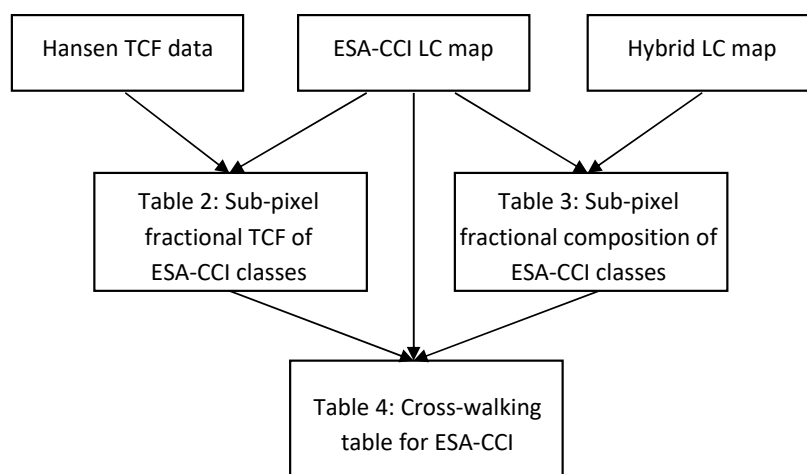 Hansen TCF data
ESA-CCI LC map
Hybrid LC map
Table 2: Sub-pixel
fractional TCF of
ESA-CCI classes
Table 3: Sub-pixel
fractional composition of
ESA-CCI classes
Table 4: Cross-walking
table for ESA-CCI